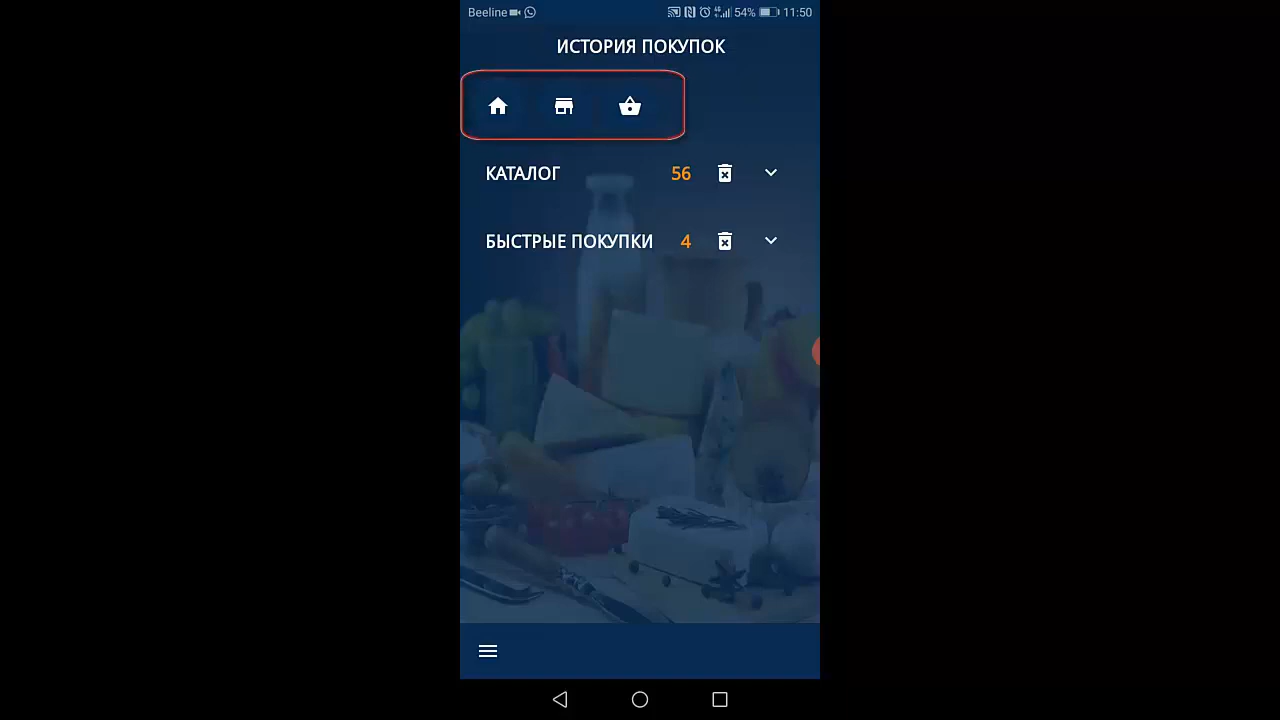 Beeline 54% 11:50
ИСТОРИЯ ПОКУПОК
КАТАЛОГ 56
БЫСТРЫЕ ПОКУПКИ 4